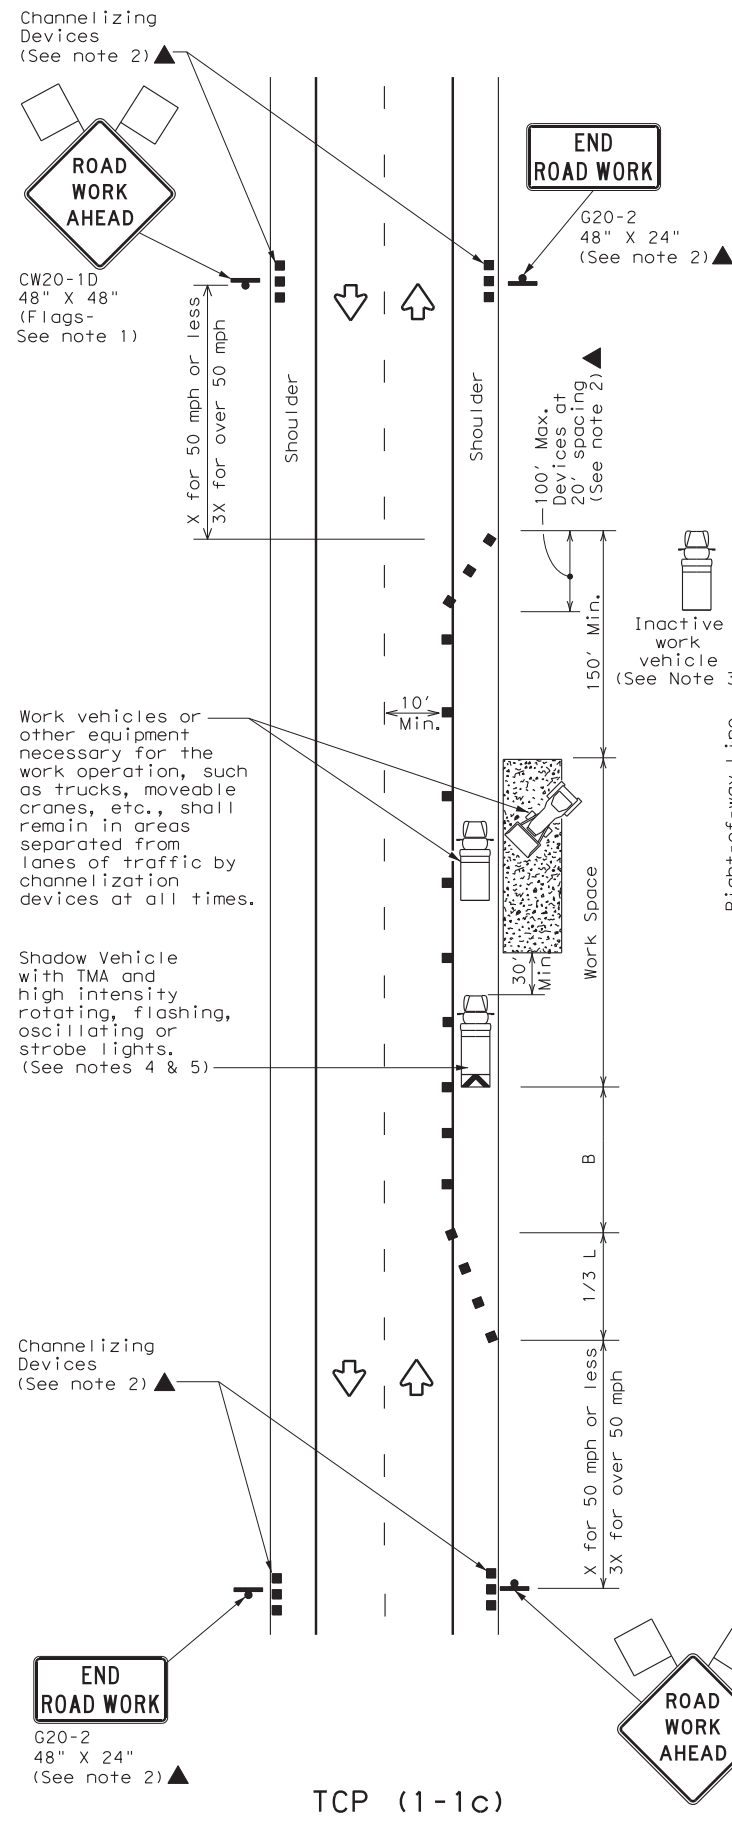 Channelizing
Devices
(See note 2)
ROAD
WORK
AHEAD
CW20-1D
48" X 48"
(Flags-
See note 1)
END
ROAD WORK
G20-2
48" X 24"
(See note 2)
X for 50 mph or less
3X for over 50 mph
Shoulder
Shoulder
100' Max.
Devices at
20' spacing
(See note 2)
150' Min.
Inactive
work
vehicle
(See Note 3
10'
Min.
Right-of-way Line
Work vehicles or
other equipment
necessary for the
work operation, such
as trucks, moveable
cranes, etc., shall
remain in areas
separated from
lanes of traffic by
channelization
devices at all times.
Work Space
30'
Min.
Shadow Vehicle
with TMA and
high intensity
rotating, flashing,
oscillating or
strobe lights.
(See notes 4 & 5)
B
1/3 L
Channelizing
Devices
(See note 2)
X for 50 mph or less
3X for over 50 mph
END
ROAD WORK
G20-2
48" X 24"
(See note 2)
ROAD
WORK
AHEAD
TCP (1-1c)